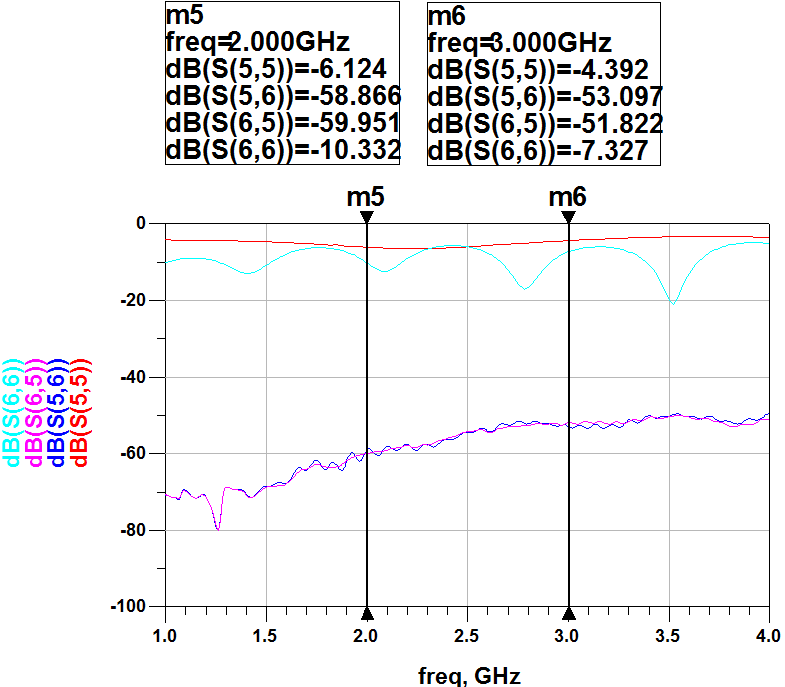 m5
freq=2.000GHz
dB(S(5,5))=-6.124
dB(S(5,6))=-58.866
dB(S(6,5))=-59.951
dB(S(6,6))=-10.332
m6
freq=3.000GHz
dB(S(5,5))=-4.392
dB(S(5,6))=-53.097
dB(S(6,5))=-51.822
dB(S(6,6))=-7.327
m5
m6
0
-20
-40
-60
-80
-100
dB(S(6,6))
dB(S(6,5))
dB(S(5,6))
dB(S(5,5))
1.0
1.5
2.0
2.5
3.0
3.5
4.0
freq, GHz